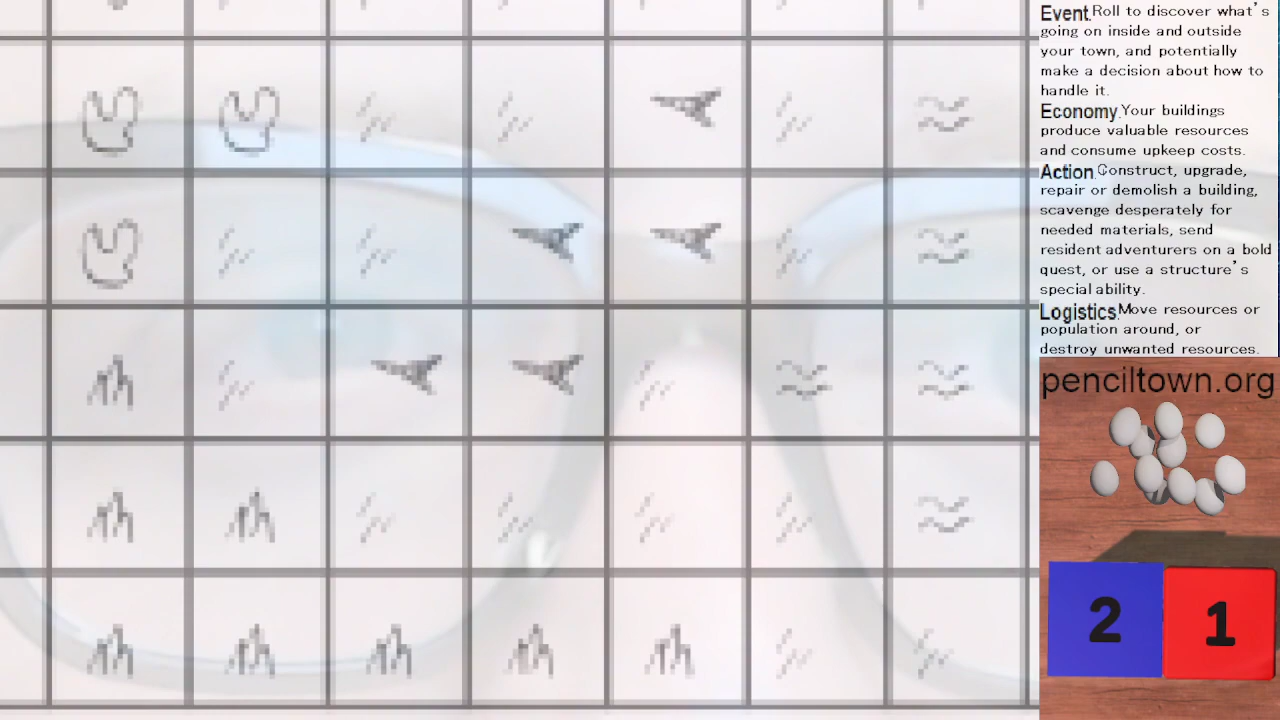 Event. Roll to discover what's
going on inside and outside
your town, and potentially
make a decision about how to
handle it.
Economy. Your buildings
produce valuable resources
and consume upkeep costs.
Action. Construct, upgrade,
repair or demolish a building,
scavenge desperately for
needed materials, send
resident adventurers on a bold
quest, or use a structure's
special ability.
Logistics. Move resources or
population around, or
destroy unwanted resources.
penciltown.org
2 1